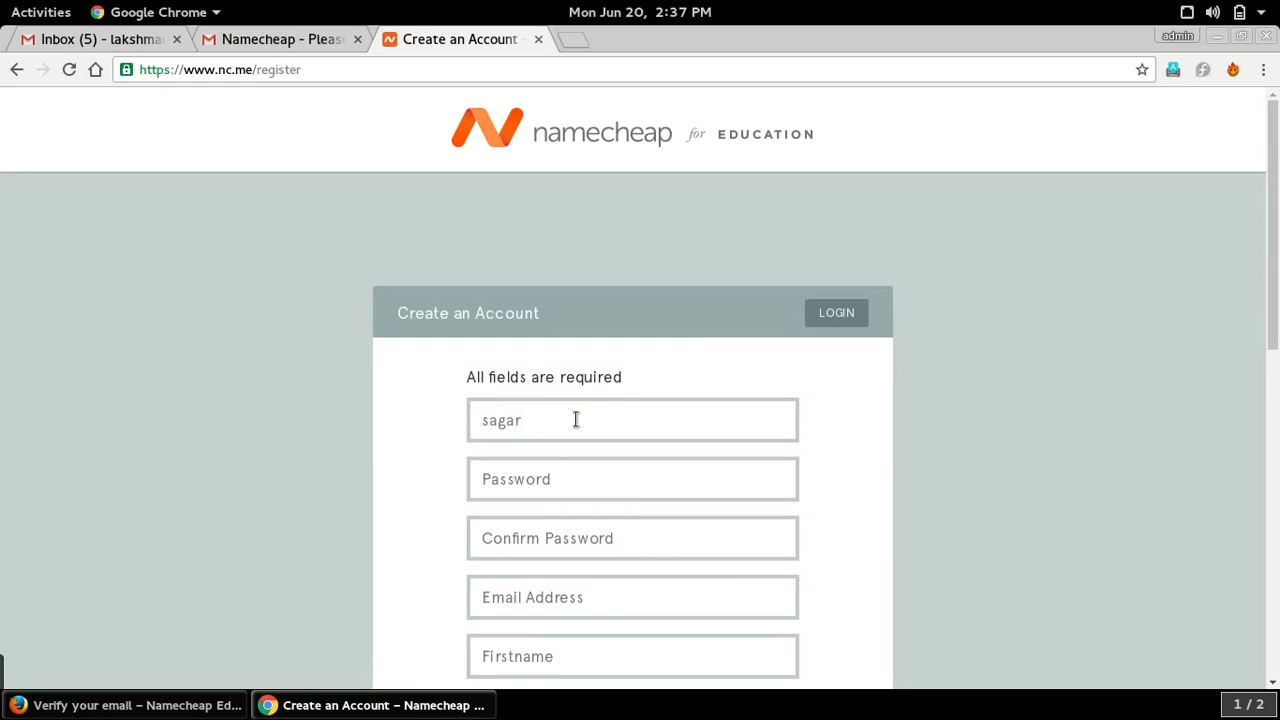 Activities Google Chrome Mon Jun 20, 2:37 PM
Inbox (5) - lakshma Namecheap - Pleas Create an Account - admin
https://www.nc.me/register
namecheap for EDUCATION
Create an Account LOGIN
All fields are required
sagar
Password
Confirm Password
Email Address
Firstname
Verify your email – Namecheap Ed... Create an Account – Namecheap ... 1 / 2